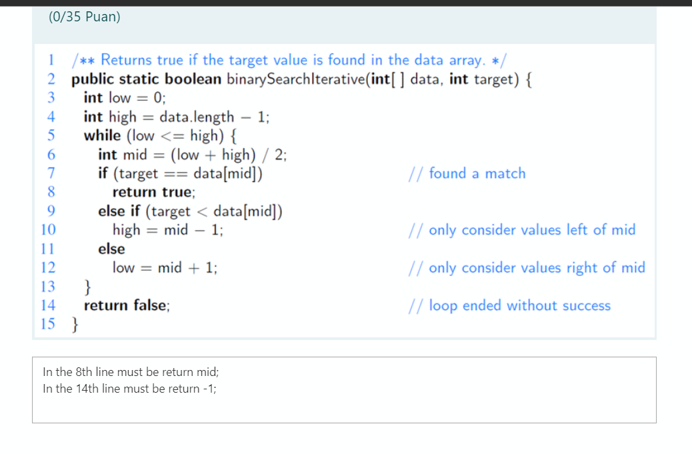 (0/35 Puan)
1 /** Returns true if the target value is found in the data array. */
2 public static boolean binarySearchIterative(int[ ] data, int target) {
3 int low = 0;
4 int high = data.length − 1;
5 while (low <= high) {
6 int mid = (low + high) / 2;
7 if (target == data[mid]) // found a match
8 return true;
9 else if (target < data[mid])
10 high = mid − 1; // only consider values left of mid
11 else
12 low = mid + 1; // only consider values right of mid
13 }
14 return false; // loop ended without success
15 }
In the 8th line must be return mid;
In the 14th line must be return -1;